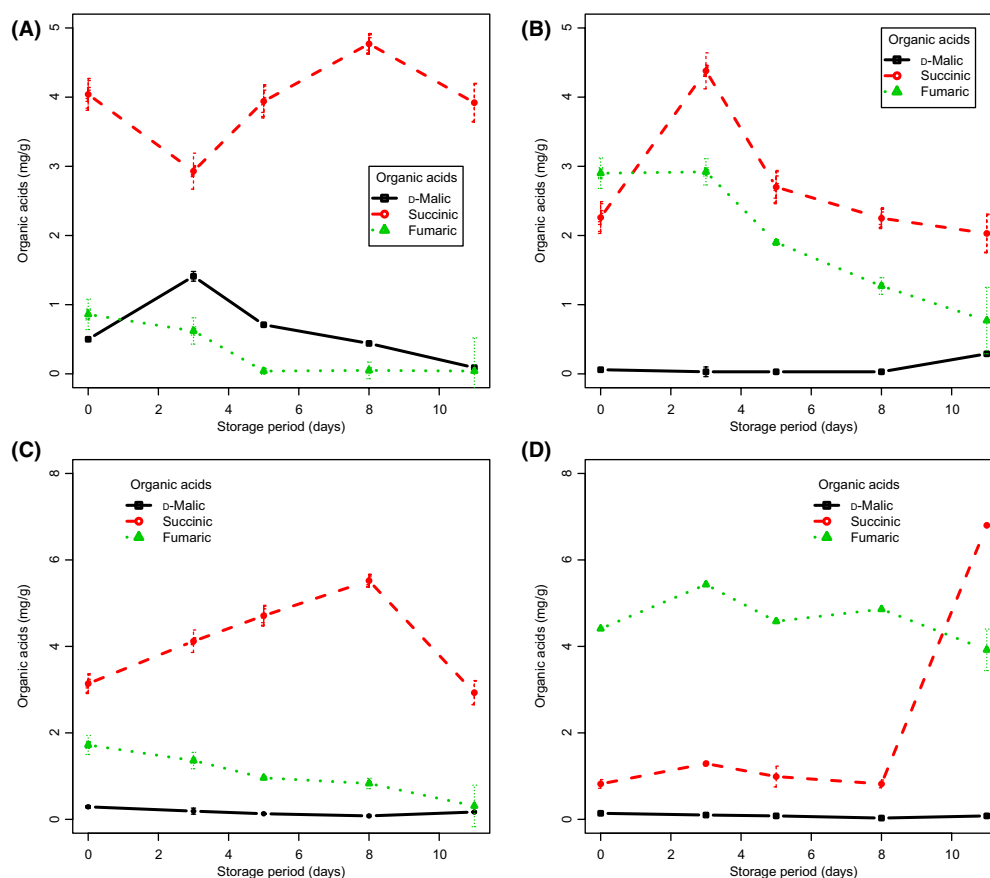 (A)
Organic acids (mg/g)
5
4
3
2
1
0
Organic acids
D-Malic
Succinic
Fumaric
0 2 4 6 8 10
Storage period (days)
(B)
Organic acids (mg/g)
5
4
3
2
1
0
Organic acids
D-Malic
Succinic
Fumaric
0 2 4 6 8 10
Storage period (days)
(C)
Organic acids (mg/g)
8
6
4
2
0
Organic acids
D-Malic
Succinic
Fumaric
0 2 4 6 8 10
Storage period (days)
(D)
Organic acids (mg/g)
8
6
4
2
0
Organic acids
D-Malic
Succinic
Fumaric
0 2 4 6 8 10
Storage period (days)